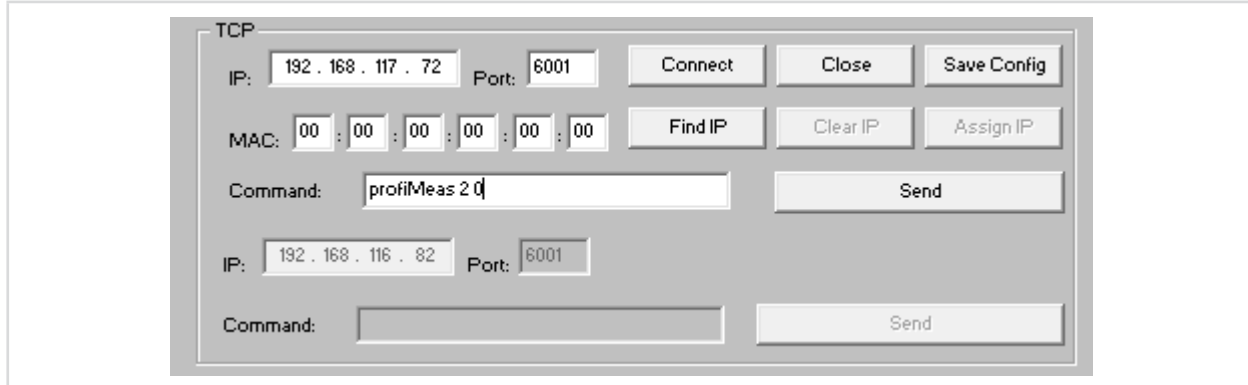 TCP
IP: 192 . 168 . 117 . 72 Port: 6001 Connect Close Save Config
MAC: 00 : 00 : 00 : 00 : 00 : 00 Find IP Clear IP Assign IP
Command: profiMeas 2 0 Send
IP: 192 . 168 . 116 . 82 Port: 6001
Command: Send